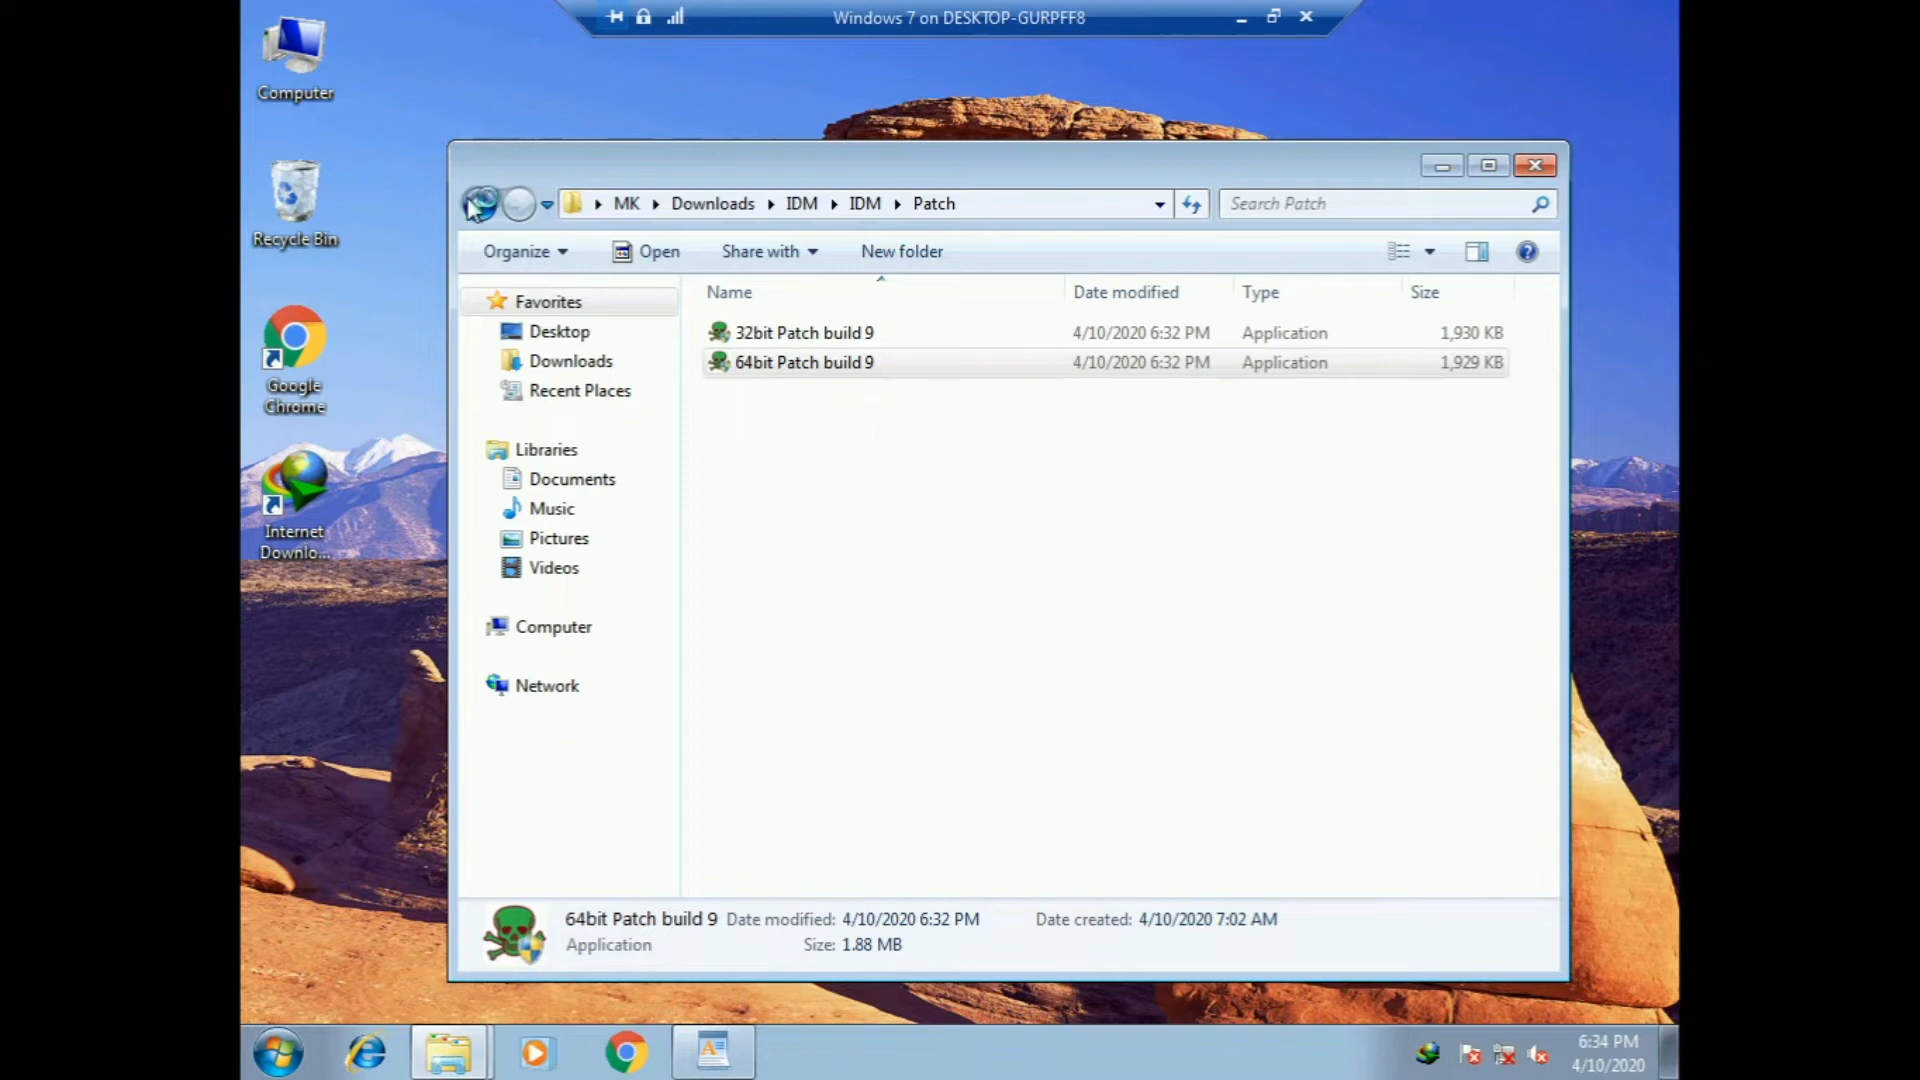 Windows 7 on DESKTOP-GURPFF8
Computer
Recycle Bin
Google
Chrome
Internet
Downlo...
MK Downloads IDM IDM Patch
Search Patch
Organize Open Share with New folder
Name Date modified Type Size
32bit Patch build 9 4/10/2020 6:32 PM Application 1,930 KB
64bit Patch build 9 4/10/2020 6:32 PM Application 1,929 KB
Favorites
Desktop
Downloads
Recent Places
Libraries
Documents
Music
Pictures
Videos
Computer
Network
64bit Patch build 9 Date modified: 4/10/2020 6:32 PM Date created: 4/10/2020 7:02 AM
Application Size: 1.88 MB
6:34 PM
4/10/2020